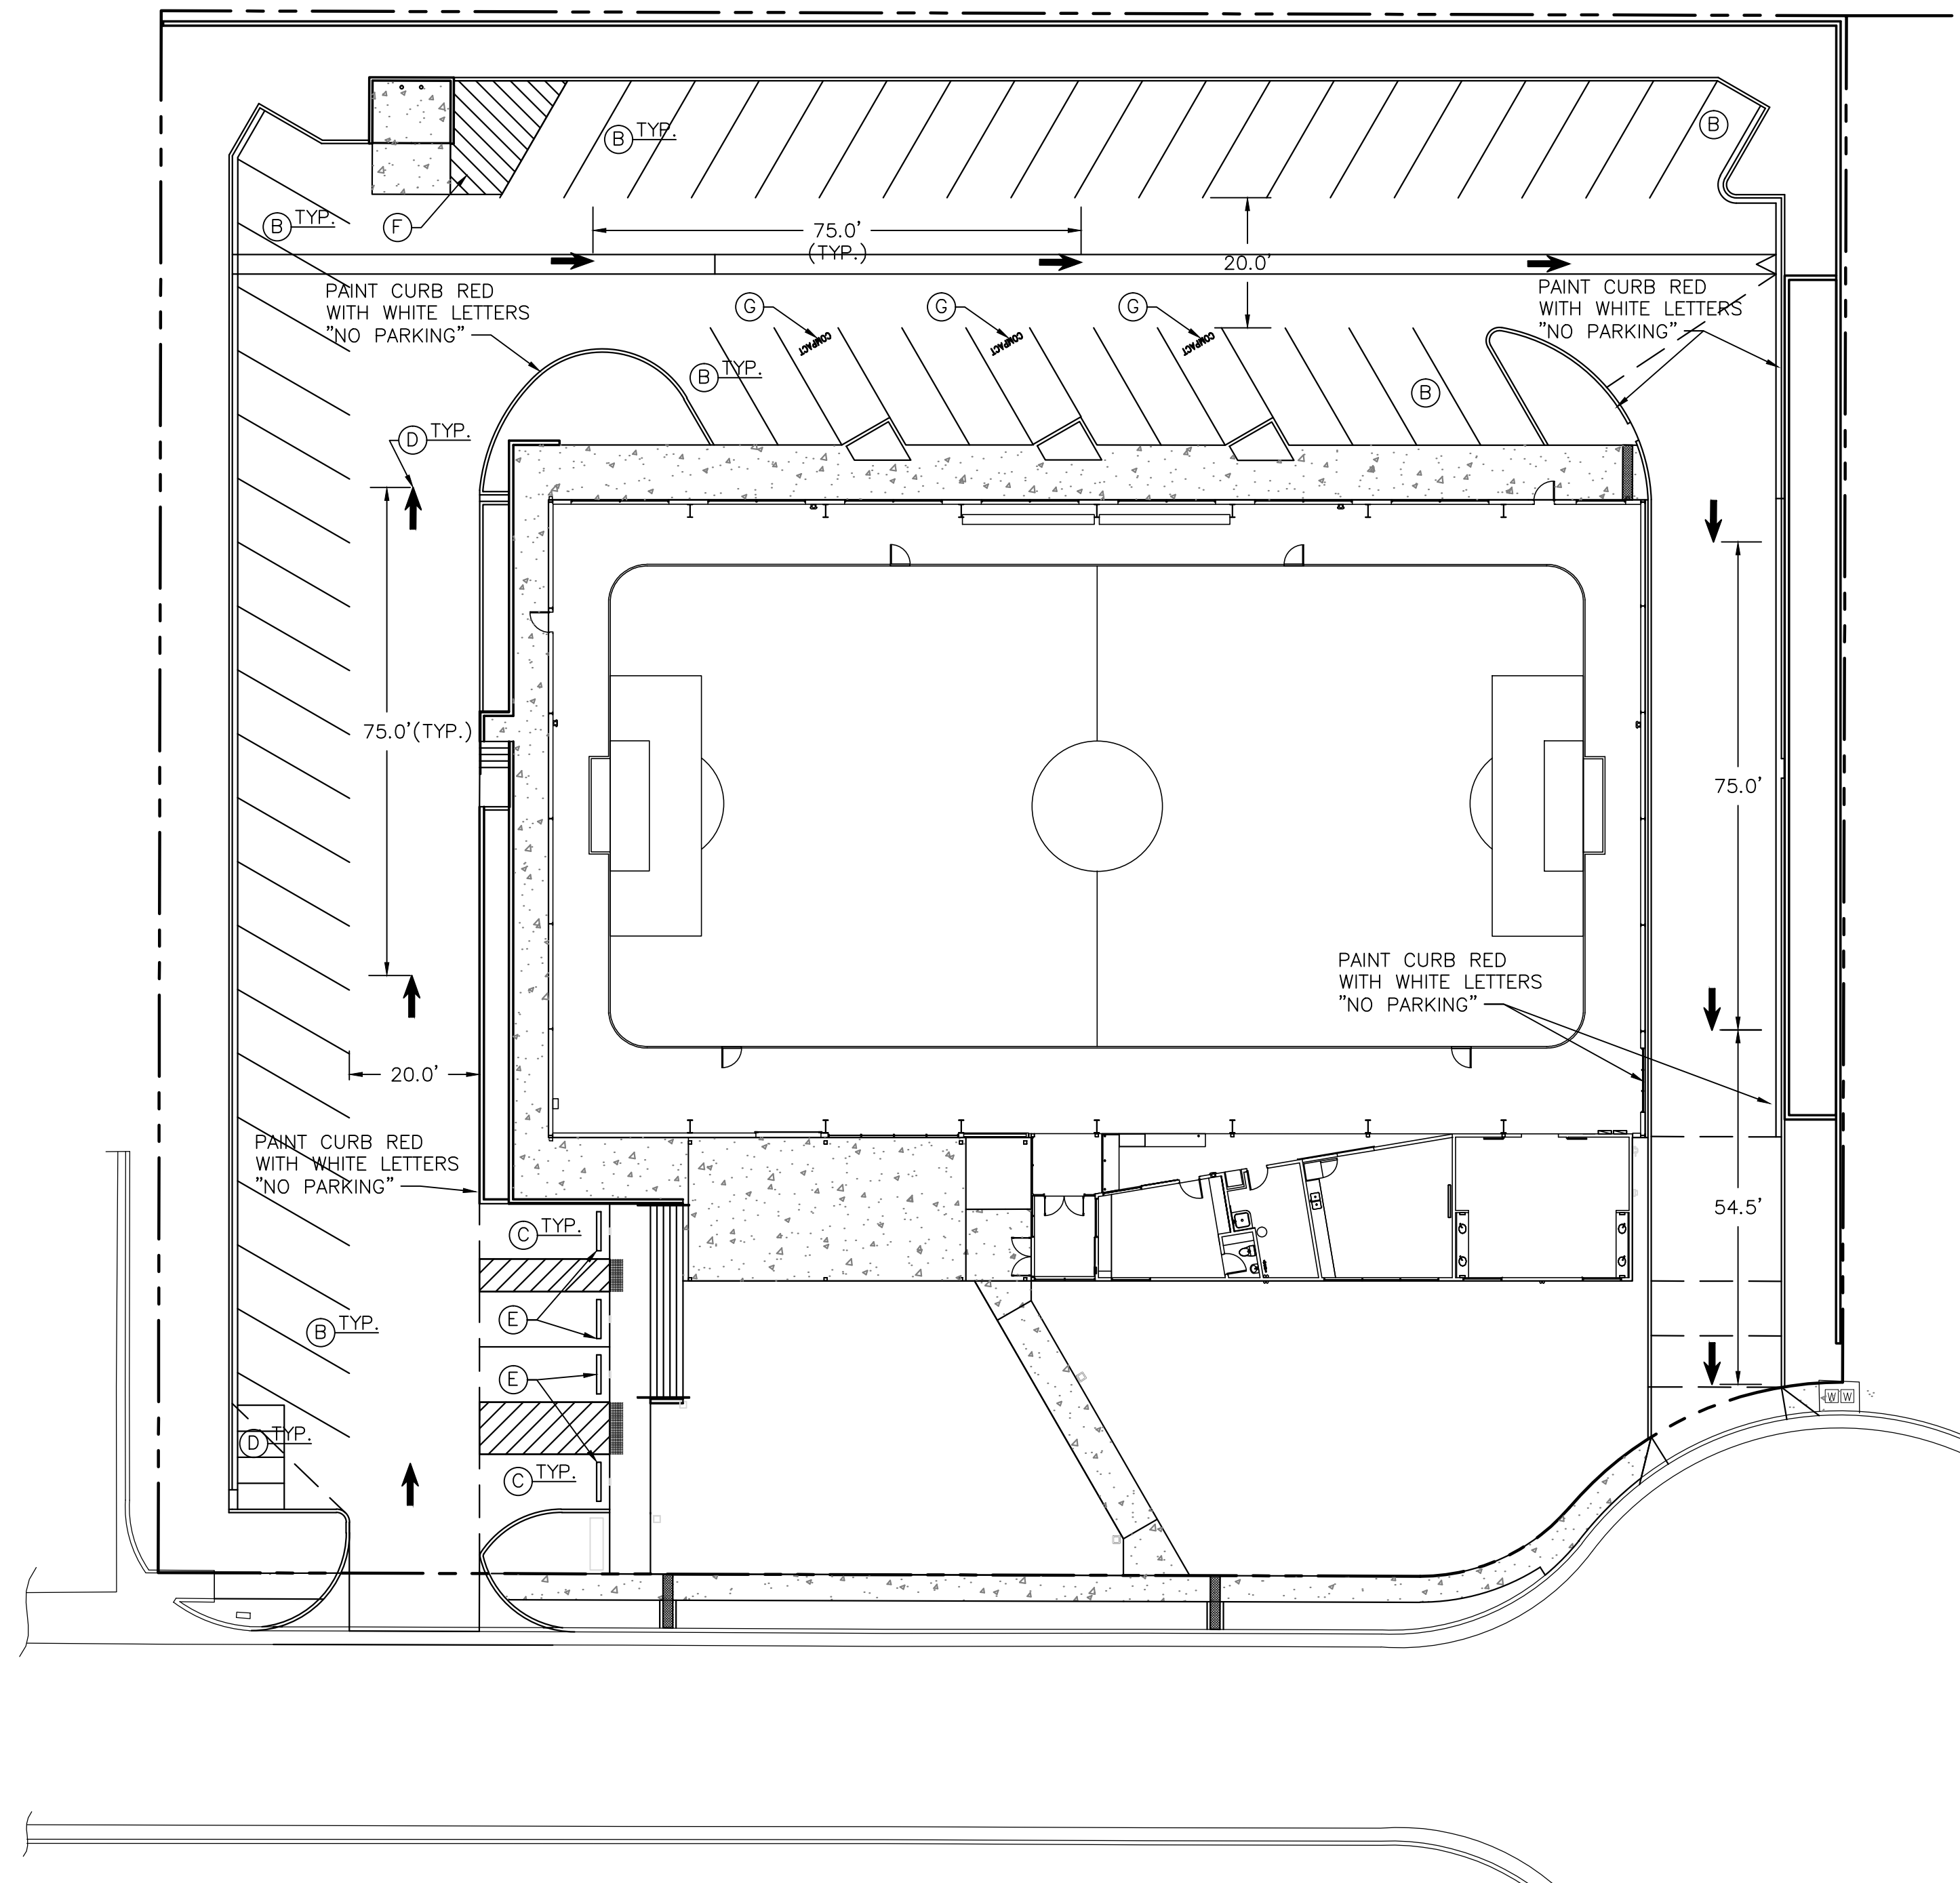 B TYP.
B
B TYP.
F
75.0'
(TYP.)
20.0'
PAINT CURB RED
WITH WHITE LETTERS
"NO PARKING"
G
G
G
PAINT CURB RED
WITH WHITE LETTERS
"NO PARKING"
COMPACT
COMPACT
COMPACT
B TYP.
B
D TYP.
75.0'(TYP.)
75.0'
PAINT CURB RED
WITH WHITE LETTERS
"NO PARKING"
20.0'
PAINT CURB RED
WITH WHITE LETTERS
"NO PARKING"
54.5'
C TYP.
E
B TYP.
E
W W
D TYP.
C TYP.